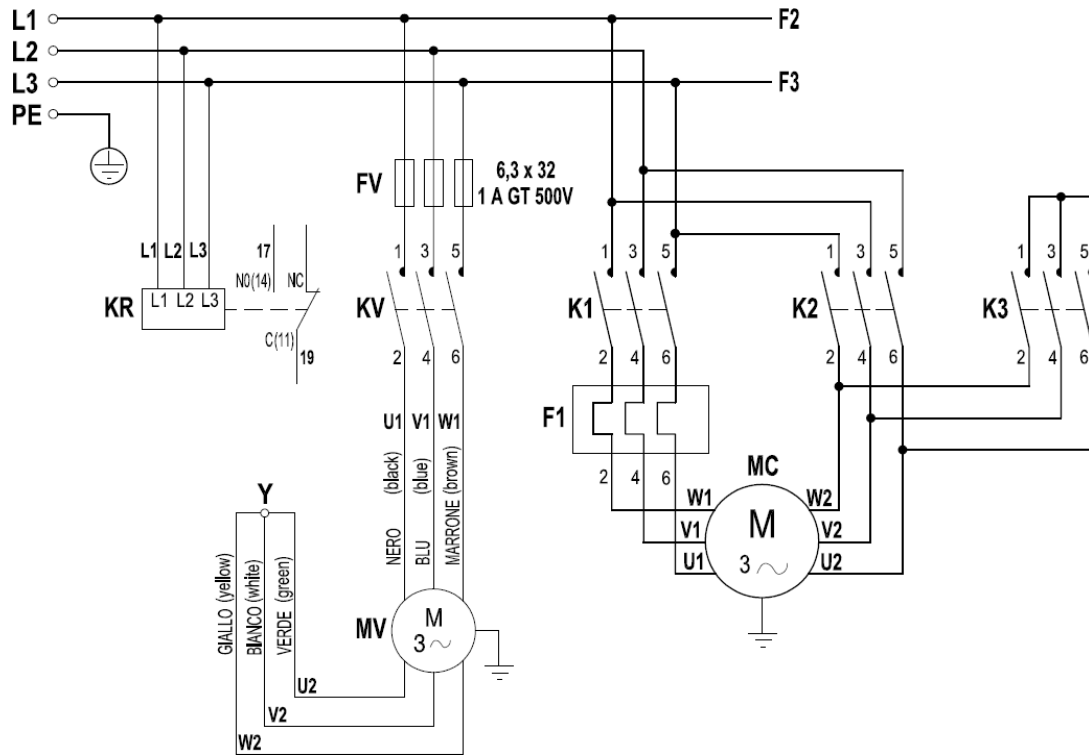 L1
F2
L2
L3
F3
PE
FV
6,3 x 32
1 A GT 500V
L1 L2 L3
17
N0(14) NC
KR
L1 L2 L3
C(11)
19
1 3 5
KV
2 4 6
1 3 5
K1
2 4 6
1 3 5
K2
2 4 6
1 3 5
K3
2 4 6
F1
2 4 6
U1 V1 W1
NERO (black)
BLU (blue)
MARRONE (brown)
Y
GIALLO (yellow)
BIANCO (white)
VERDE (green)
MV
M
3
U2
V2
W2
MC
W1
V1
U1
M
3
W2
V2
U2